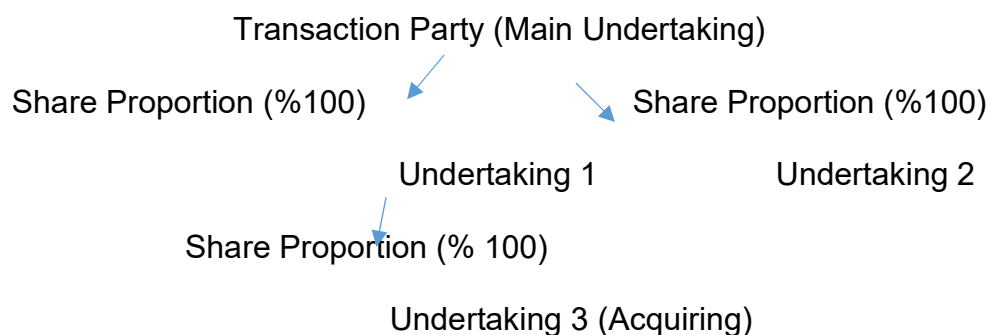 Transaction Party (Main Undertaking)
Share Proportion (%100) Share Proportion (%100)
Undertaking 1 Undertaking 2
Share Proportion (% 100)
Undertaking 3 (Acquiring)